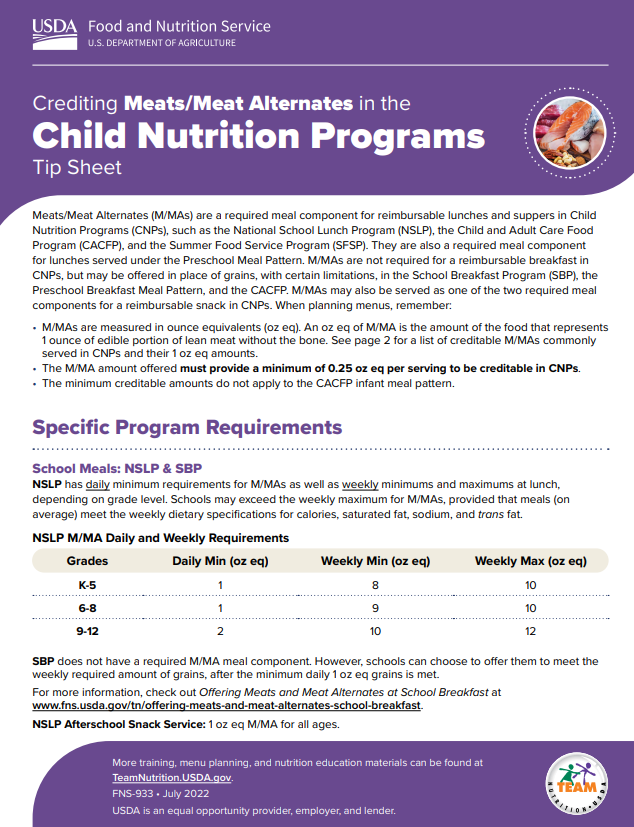 USDA Food and Nutrition Service
U.S. DEPARTMENT OF AGRICULTURE
Crediting Meats/Meat Alternates in the
Child Nutrition Programs
Tip Sheet
Meats/Meat Alternates (M/MAs) are a required meal component for reimbursable lunches and suppers in Child
Nutrition Programs (CNPs), such as the National School Lunch Program (NSLP), the Child and Adult Care Food
Program (CACFP), and the Summer Food Service Program (SFSP). They are also a required meal component
for lunches served under the Preschool Meal Pattern. M/MAs are not required for a reimbursable breakfast in
CNPs, but may be offered in place of grains, with certain limitations, in the School Breakfast Program (SBP), the
Preschool Breakfast Meal Pattern, and the CACFP. M/MAs may also be served as one of the two required meal
components for a reimbursable snack in CNPs. When planning menus, remember:
• M/MAs are measured in ounce equivalents (oz eq). An oz eq of M/MA is the amount of the food that represents
1 ounce of edible portion of lean meat without the bone. See page 2 for a list of creditable M/MAs commonly
served in CNPs and their 1 oz eq amounts.
• The M/MA amount offered must provide a minimum of 0.25 oz eq per serving to be creditable in CNPs.
• The minimum creditable amounts do not apply to the CACFP infant meal pattern.
Specific Program Requirements
School Meals: NSLP & SBP
NSLP has daily minimum requirements for M/MAs as well as weekly minimums and maximums at lunch,
depending on grade level. Schools may exceed the weekly maximum for M/MAs, provided that meals (on
average) meet the weekly dietary specifications for calories, saturated fat, sodium, and trans fat.
NSLP M/MA Daily and Weekly Requirements
Grades Daily Min (oz eq) Weekly Min (oz eq) Weekly Max (oz eq)
K-5 1 8 10
6-8 1 9 10
9-12 2 10 12
SBP does not have a required M/MA meal component. However, schools can choose to offer them to meet the
weekly required amount of grains, after the minimum daily 1 oz eq grains is met.
For more information, check out Offering Meats and Meat Alternates at School Breakfast at
www.fns.usda.gov/tn/offering-meats-and-meat-alternates-school-breakfast.
NSLP Afterschool Snack Service: 1 oz eq M/MA for all ages.
More training, menu planning, and nutrition education materials can be found at
TeamNutrition.USDA.gov.
FNS-933 • July 2022
USDA is an equal opportunity provider, employer, and lender.
TEAM
NUTRITION • USDA